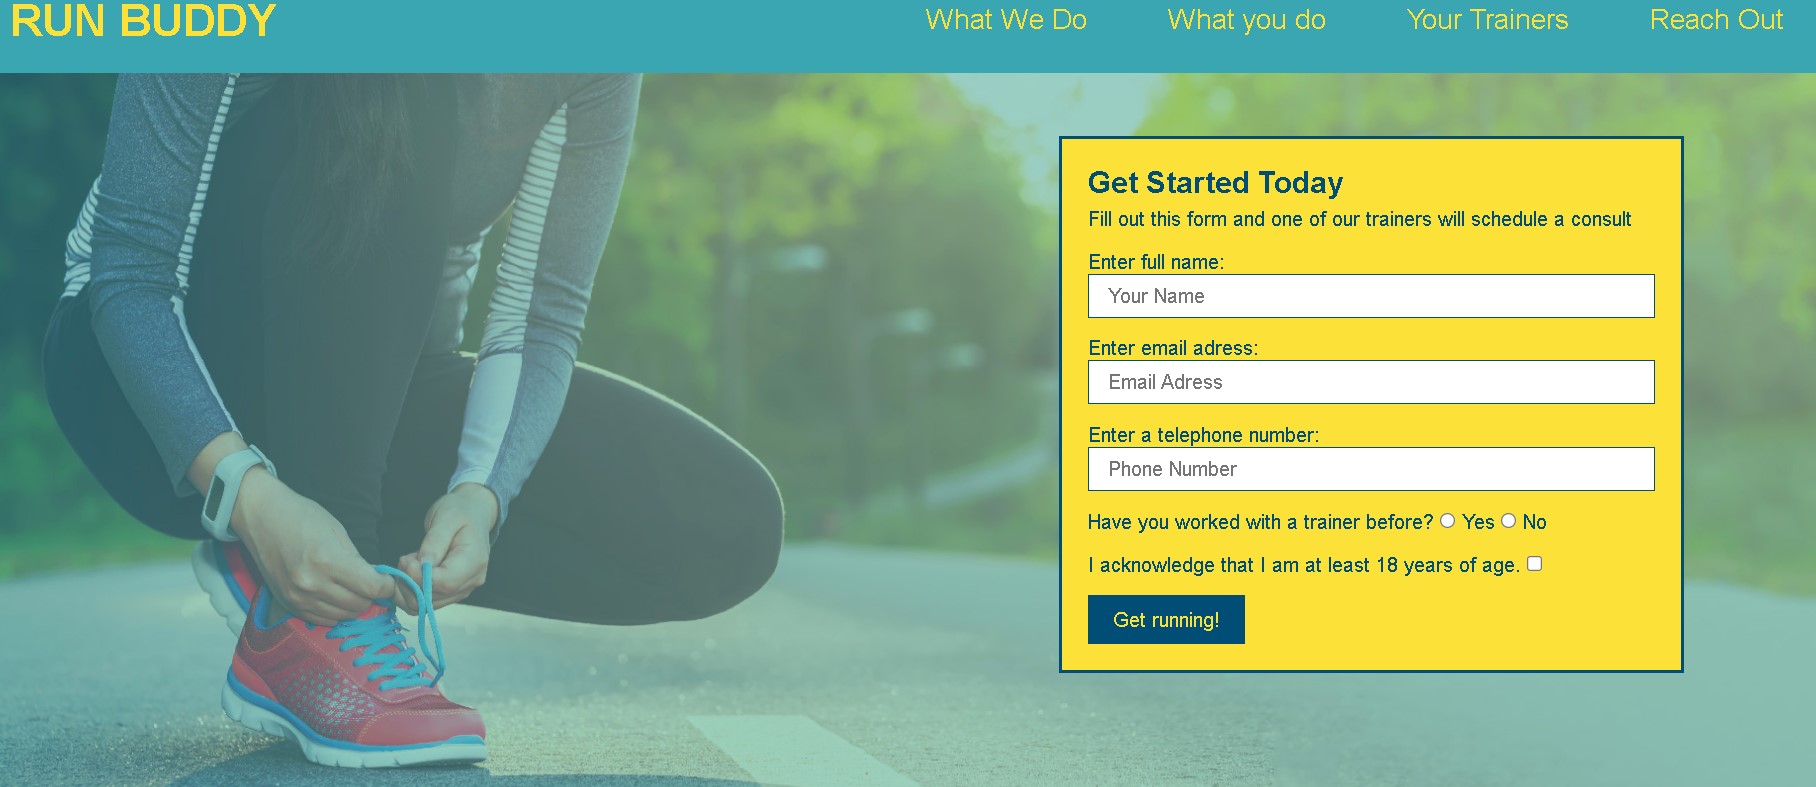 RUN BUDDY
What We Do What you do Your Trainers Reach Out
Get Started Today
Fill out this form and one of our trainers will schedule a consult
Enter full name:
Your Name
Enter email adress:
Email Adress
Enter a telephone number:
Phone Number
Have you worked with a trainer before? Yes No
I acknowledge that I am at least 18 years of age.
Get running!